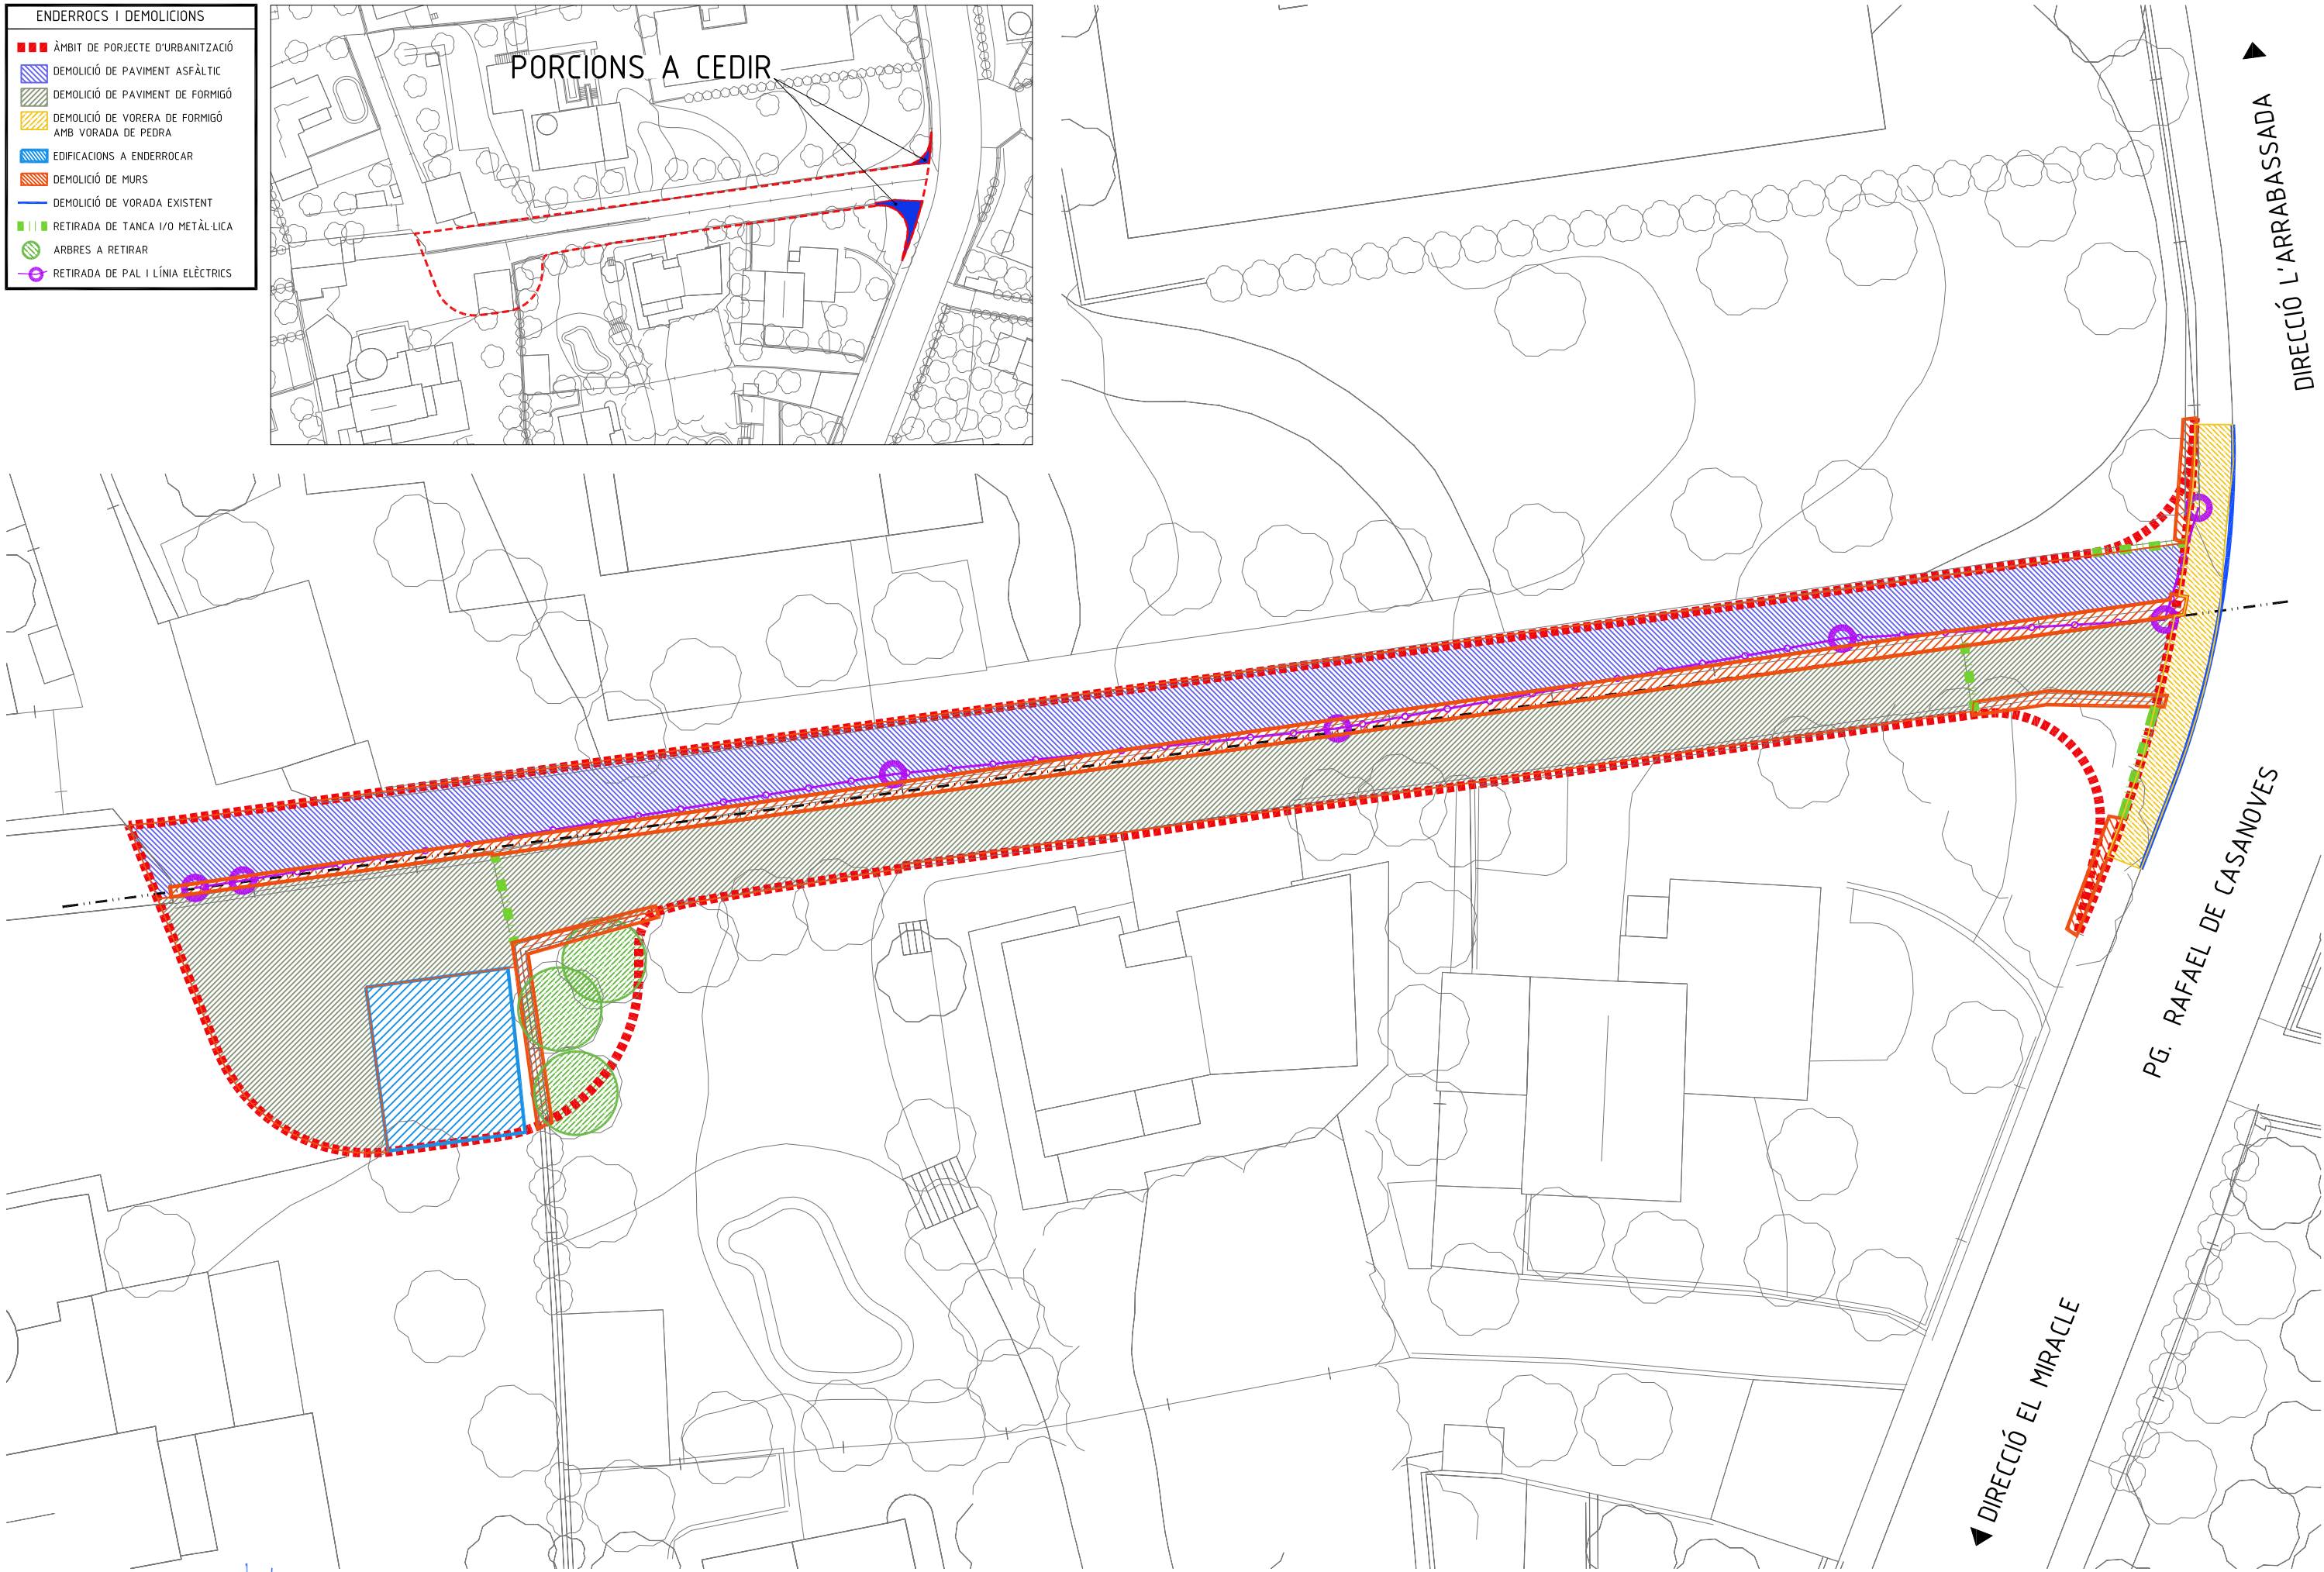 ENDERROCS I DEMOLICIONS
ÀMBIT DE PORJECTE D'URBANITZACIÓ
DEMOLICIÓ DE PAVIMENT ASFÀLTIC
DEMOLICIÓ DE PAVIMENT DE FORMIGÓ
DEMOLICIÓ DE VORERA DE FORMIGÓ
AMB VORADA DE PEDRA
EDIFICACIONS A ENDERROCAR
DEMOLICIÓ DE MURS
DEMOLICIÓ DE VORADA EXISTENT
RETIRADA DE TANCA I/O METÀL·LICA
ARBRES A RETIRAR
RETIRADA DE PAL I LÍNIA ELÈCTRICS
PORCIONS A CEDIR
DIRECCIÓ L'ARRABASSADA
PG. RAFAEL DE CASANOVES
DIRECCIÓ EL MIRACLE